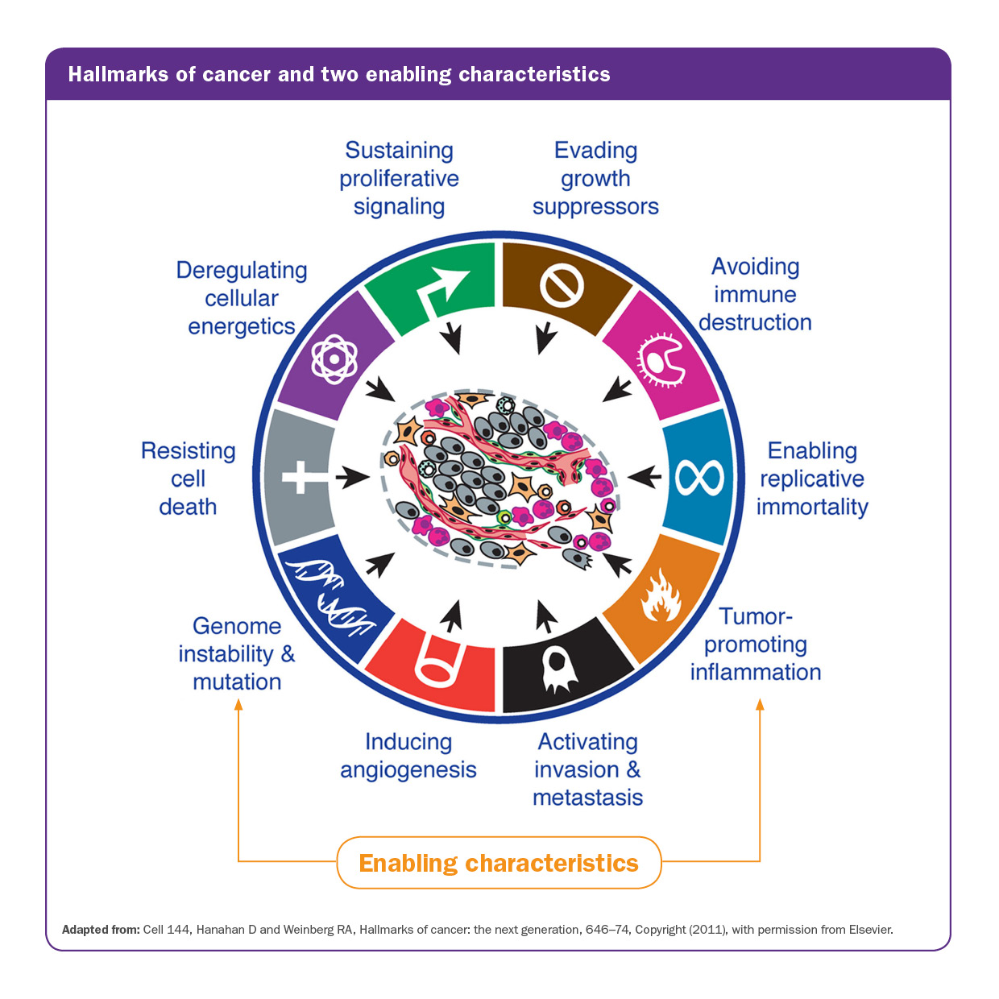 Hallmarks of cancer and two enabling characteristics
Sustaining
proliferative
signaling
Evading
growth
suppressors
Deregulating
cellular
energetics
Avoiding
immune
destruction
Resisting
cell
death
Enabling
replicative
immortality
Genome
instability &
mutation
Tumor-
promoting
inflammation
Inducing
angiogenesis
Activating
invasion &
metastasis
Enabling characteristics
Adapted from: Cell 144, Hanahan D and Weinberg RA, Hallmarks of cancer: the next generation, 646–74, Copyright (2011), with permission from Elsevier.